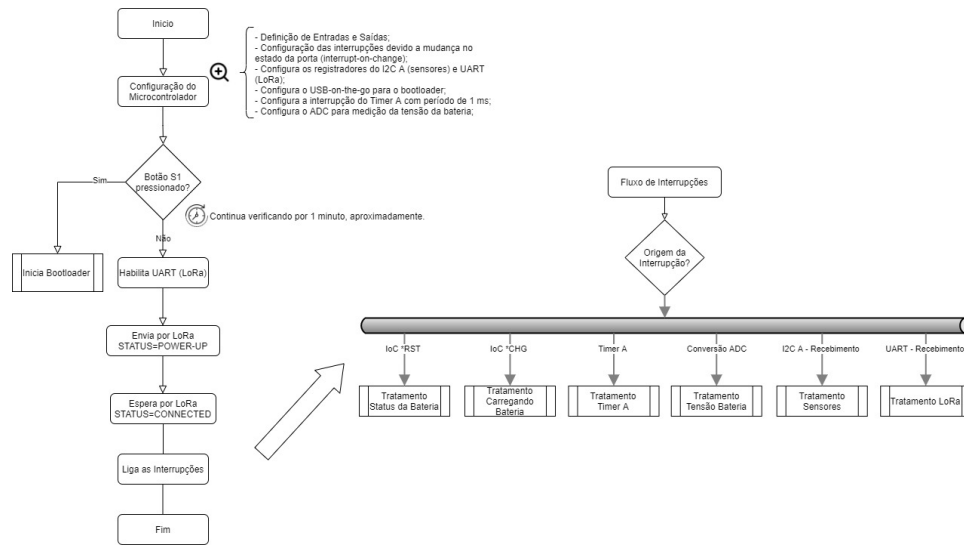 Inicio
- Definição de Entradas e Saídas;
- Configuração das interrupções devido a mudança no
estado da porta (interrupt-on-change);
- Configura os registradores do I2C A (sensores) e UART
(LoRa);
- Configura o USB-on-the-go para o bootloader;
- Configura a interrupção do Timer A com período de 1 ms;
- Configura o ADC para medição da tensão da bateria;
Configuração do
Microcontrolador
Botão S1
pressionado?
Sim
Continua verificando por 1 minuto, aproximadamente.
Não
Inicia Bootloader
Habilita UART (LoRa)
Envia por LoRa
STATUS=POWER-UP
Espera por LoRa
STATUS=CONNECTED
Liga as Interrupções
Fim
Fluxo de Interrupções
Origem da
Interrupção?
IoC *RST
IoC *CHG
Timer A
Conversão ADC
I2C A - Recebimento
UART - Recebimento
Tratamento
Status da Bateria
Tratamento
Carregando
Bateria
Tratamento
Timer A
Tratamento
Tensão Bateria
Tratamento
Sensores
Tratamento LoRa